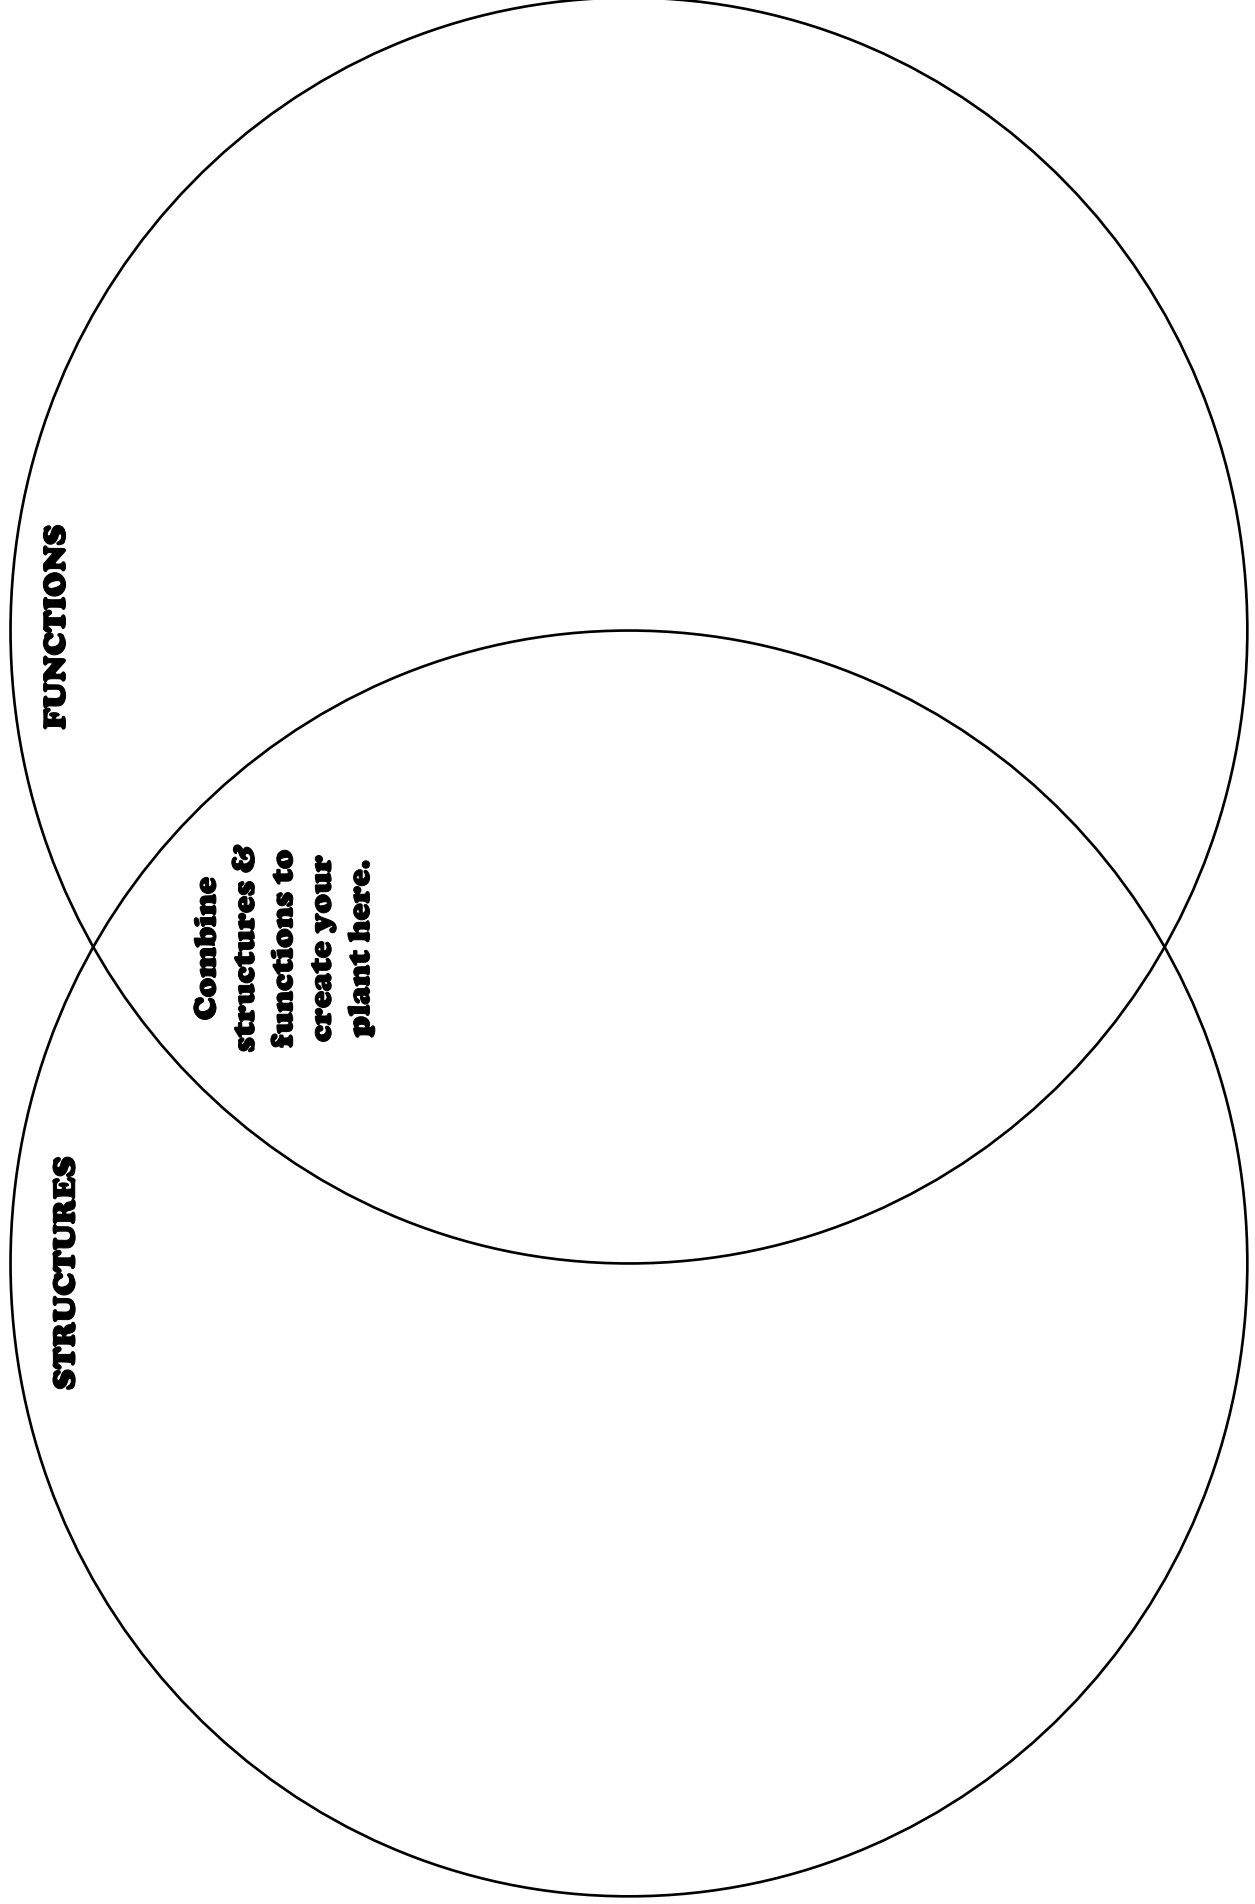 STRUCTURES
Combine
structures &
functions to
create your
plant here.
FUNCTIONS